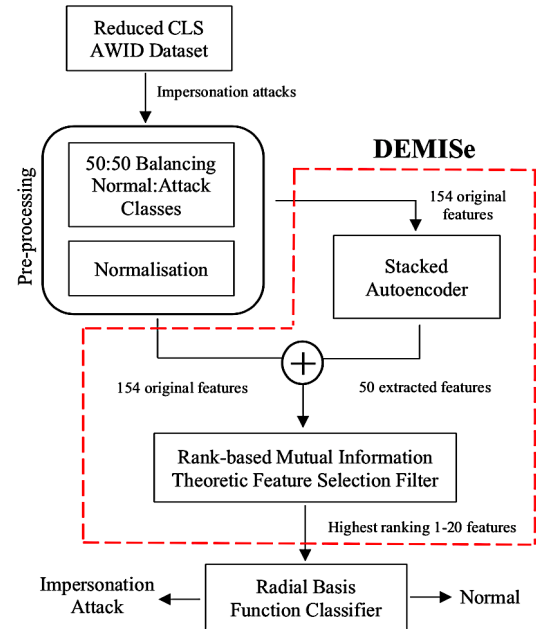 Reduced CLS
AWID Dataset
Impersonation attacks
DEMISe
Pre-processing
50:50 Balancing
Normal:Attack
Classes
Normalisation
154 original
features
Stacked
Autoencoder
154 original features
50 extracted features
Rank-based Mutual Information
Theoretic Feature Selection Filter
Highest ranking 1-20 features
Impersonation
Attack
Radial Basis
Function Classifier
Normal